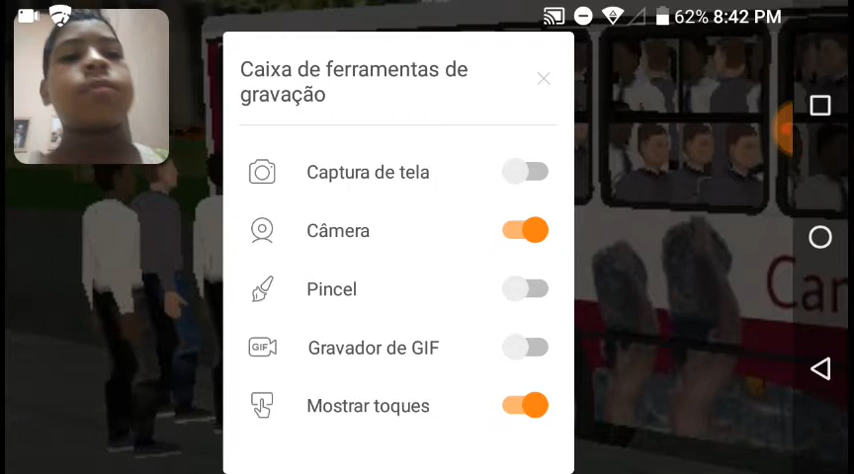 62% 8:42 PM
Caixa de ferramentas de
gravação
Captura de tela
Câmera
Pincel
GIF
Gravador de GIF
Mostrar toques
Car